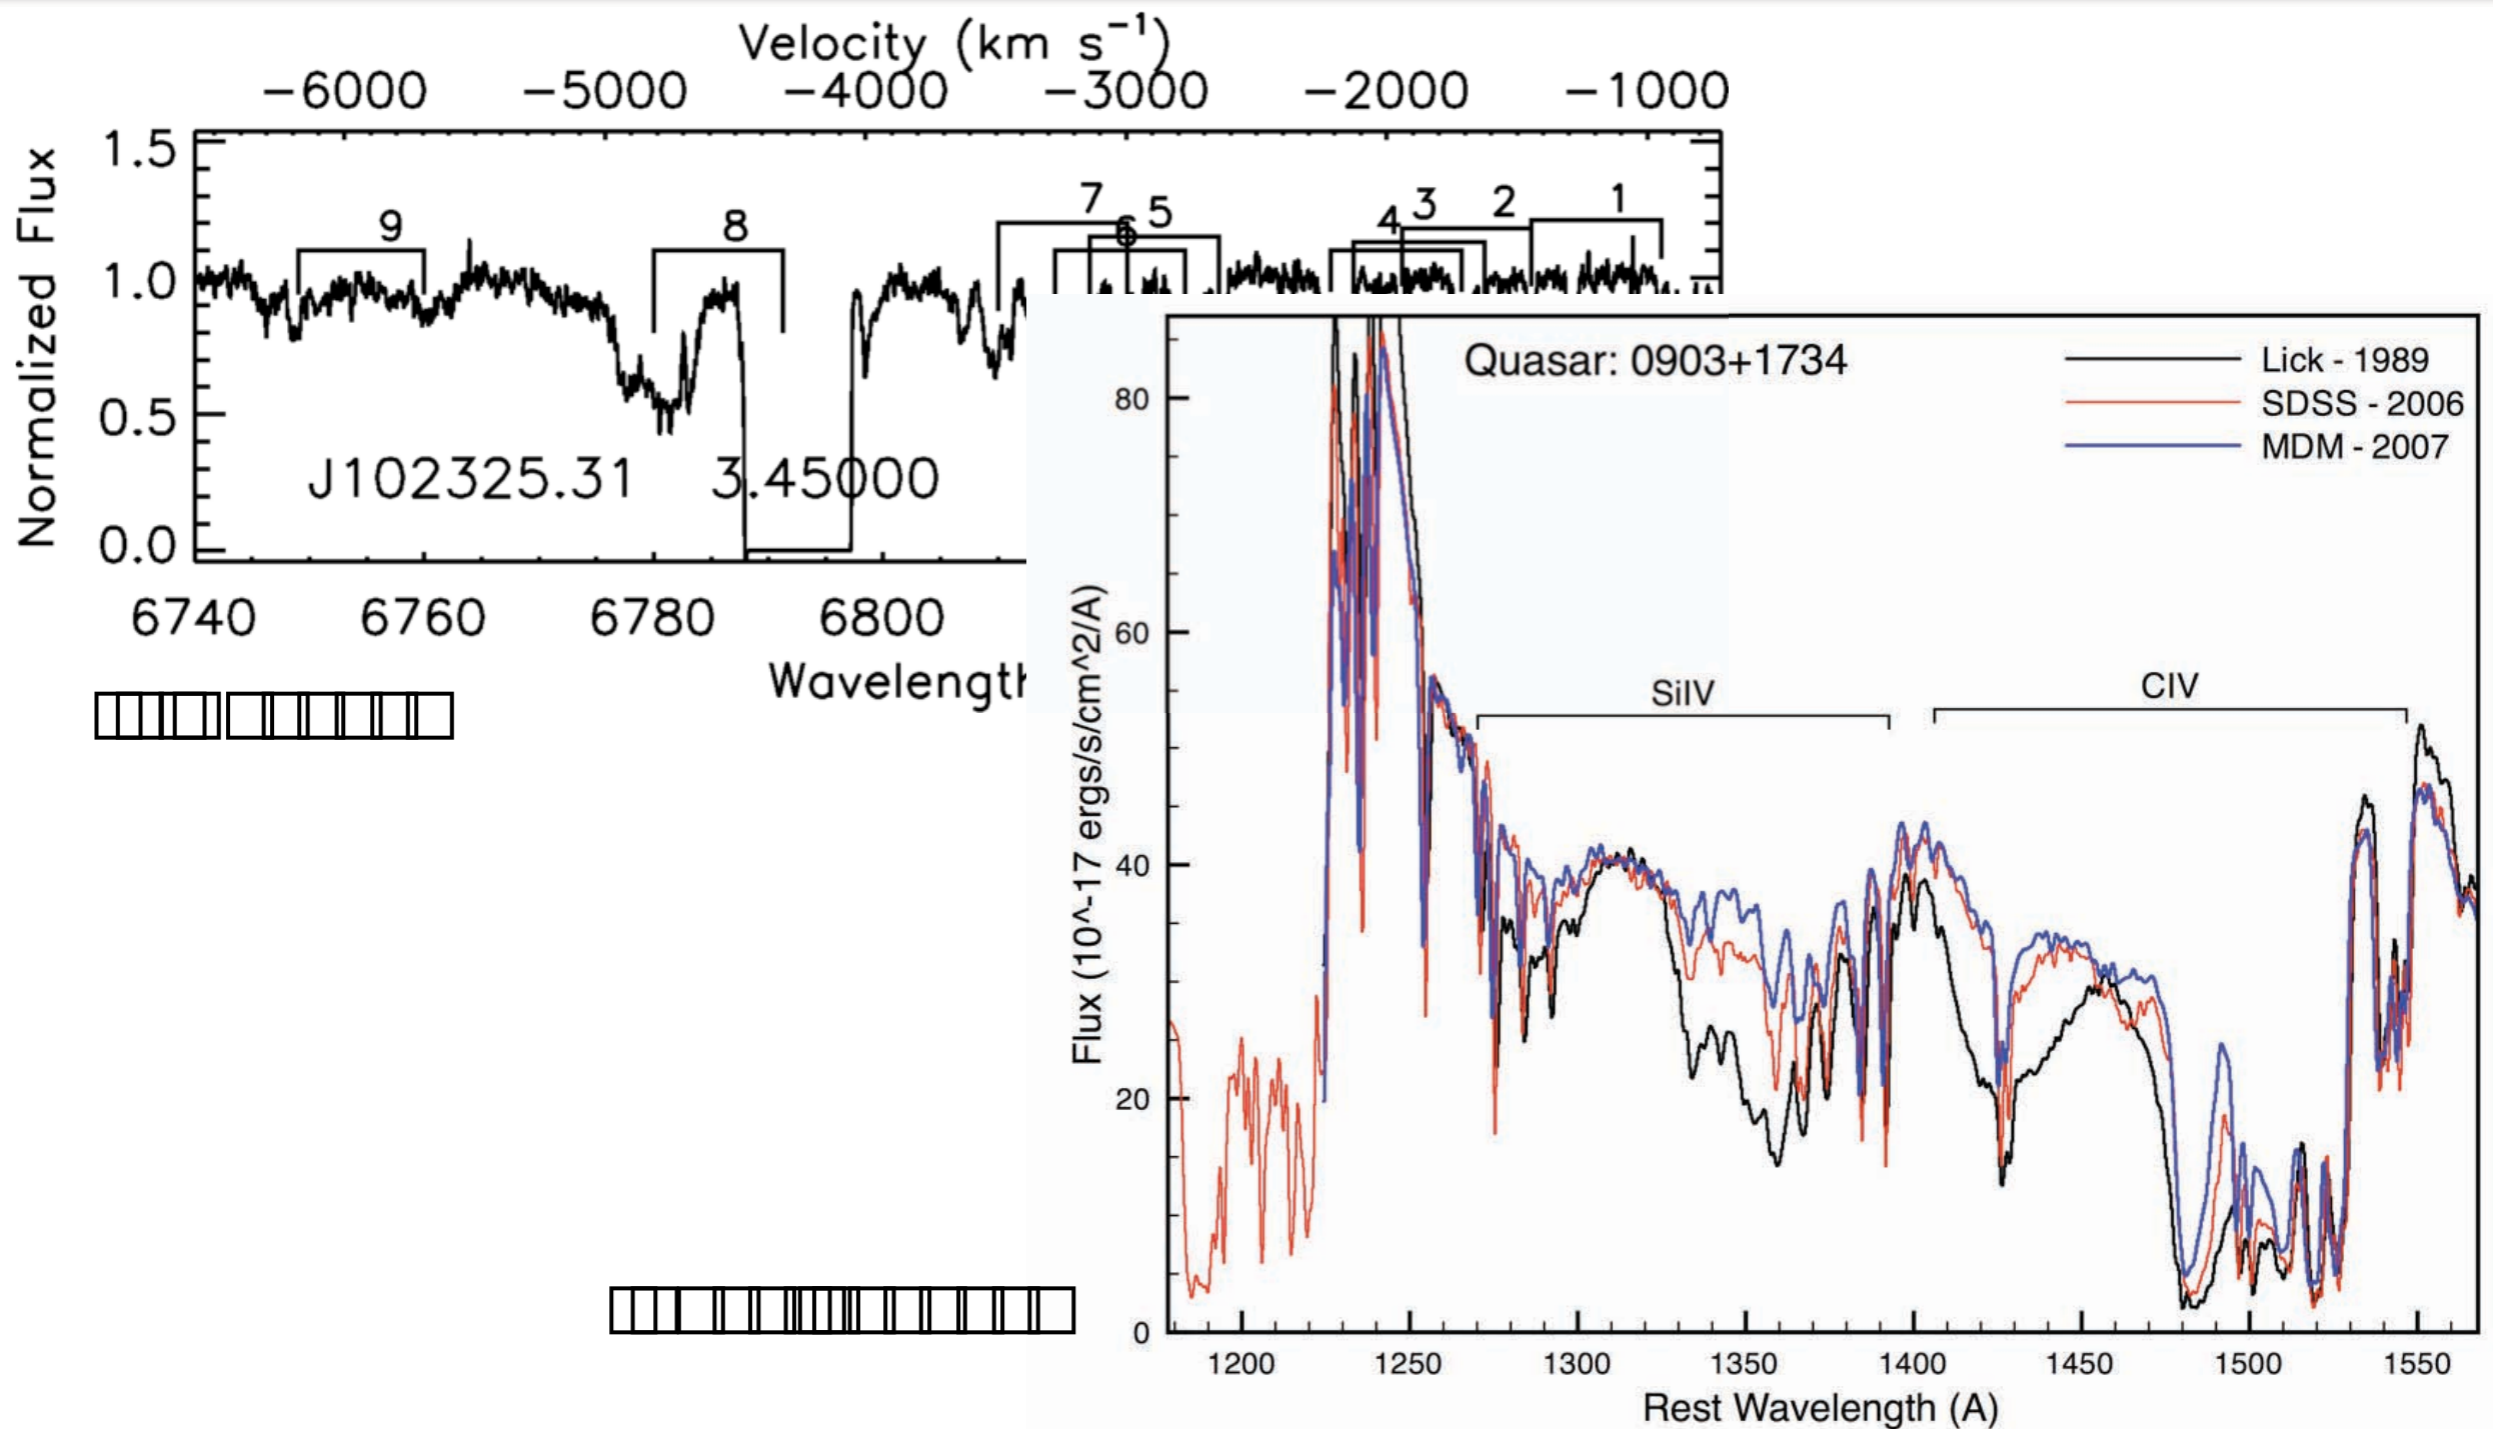 Velocity (km s−1)
−6000 −5000 −4000 −3000 −2000 −1000
Normalized Flux
1.5
1.0
0.5
0.0
9 8 7 6 5 4 3 2 1
J102325.31 3.45000
6740 6760 6780 6800
Wavelength
Quasar: 0903+1734
Lick - 1989
SDSS - 2006
MDM - 2007
SiIV
CIV
Flux (10^-17 ergs/s/cm^2/A)
80
60
40
20
0
1200 1250 1300 1350 1400 1450 1500 1550
Rest Wavelength (A)